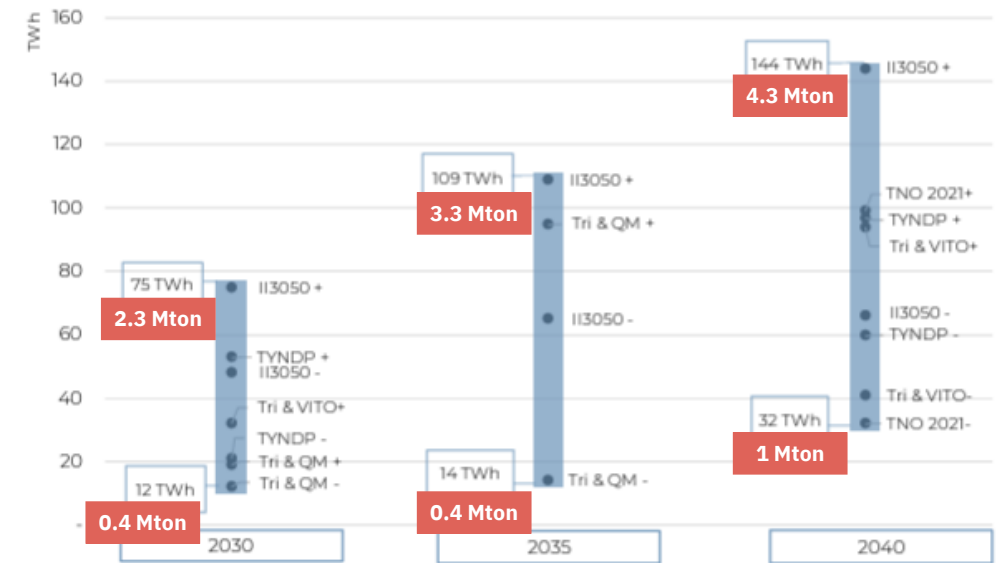 TWh
160
140
120
100
80
60
40
20
-
75 TWh
2.3 Mton
12 TWh
0.4 Mton
II3050 +
TYNDP +
II3050 -
Tri & VITO+
TYNDP -
Tri & QM +
Tri & QM -
2030
109 TWh
3.3 Mton
14 TWh
0.4 Mton
II3050 +
Tri & QM +
II3050 -
Tri & QM -
2035
144 TWh
4.3 Mton
32 TWh
1 Mton
II3050 +
TNO 2021+
TYNDP +
Tri & VITO+
II3050 -
TYNDP -
Tri & VITO-
TNO 2021-
2040